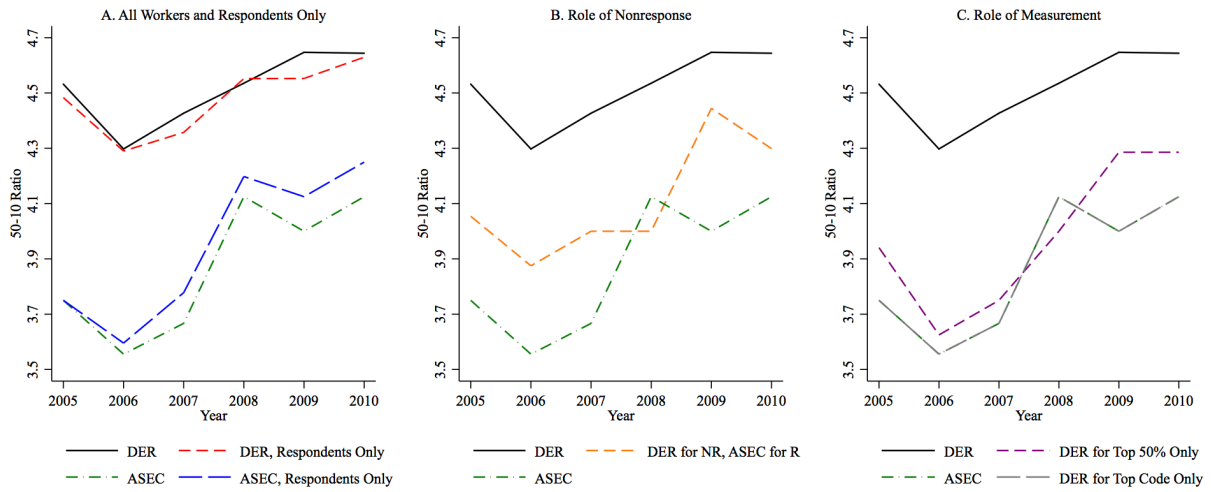 A. All Workers and Respondents Only
50-10 Ratio
4.7
4.5
4.3
4.1
3.9
3.7
3.5
2005 2006 2007 2008 2009 2010
Year
DER
DER, Respondents Only
ASEC
ASEC, Respondents Only
B. Role of Nonresponse
50-10 Ratio
4.7
4.5
4.3
4.1
3.9
3.7
3.5
2005 2006 2007 2008 2009 2010
Year
DER
DER for NR, ASEC for R
ASEC
C. Role of Measurement
50-10 Ratio
4.7
4.5
4.3
4.1
3.9
3.7
3.5
2005 2006 2007 2008 2009 2010
Year
DER
DER for Top 50% Only
ASEC
DER for Top Code Only